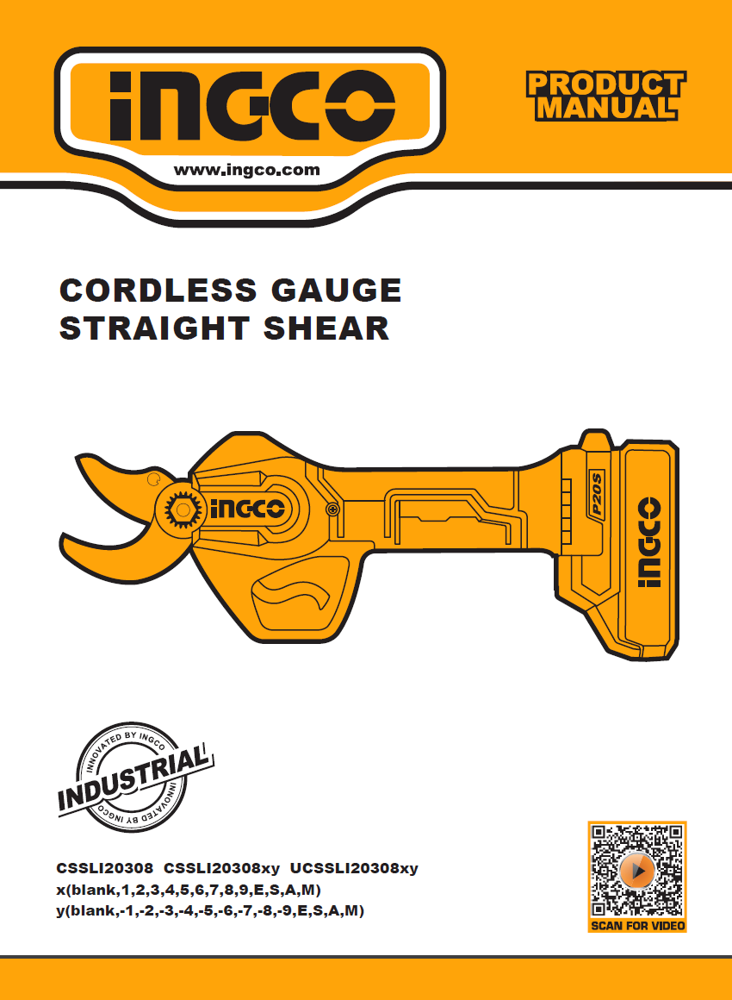 INGCO
www.ingco.com
PRODUCT
MANUAL
CORDLESS GAUGE
STRAIGHT SHEAR
INGCO
P20S
INGCO
INNOVATED BY INGCO
INDUSTRIAL
INNOVATED BY INGCO
CSSLI20308 CSSLI20308xy UCSSLI20308xy
x(blank,1,2,3,4,5,6,7,8,9,E,S,A,M)
y(blank,-1,-2,-3,-4,-5,-6,-7,-8,-9,E,S,A,M)
SCAN FOR VIDEO